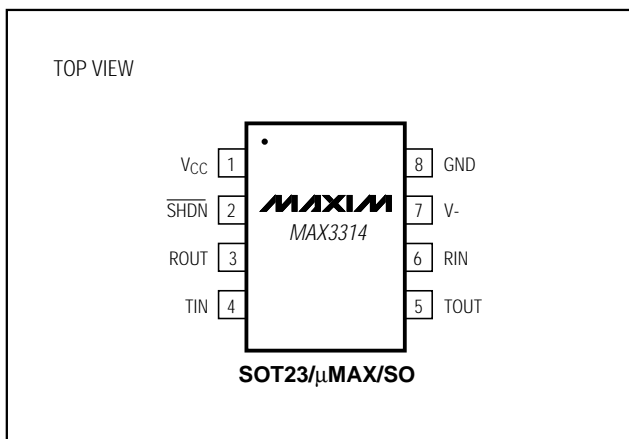 TOP VIEW
VCC 1
SHDN 2
ROUT 3
TIN 4
MAXIM
MAX3314
8 GND
7 V-
6 RIN
5 TOUT
SOT23/μMAX/SO